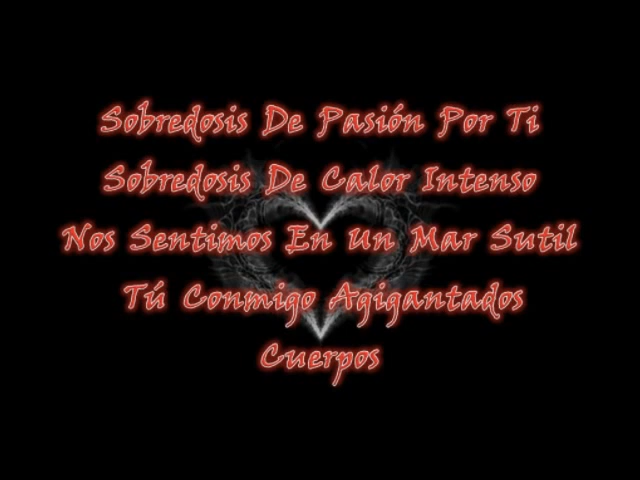 Sobredosis De Pasión Por Ti
Sobredosis De Calor Intenso
Nos Sentimos En Un Mar Sutil
Tú Conmigo Agigantados
Cuerpos